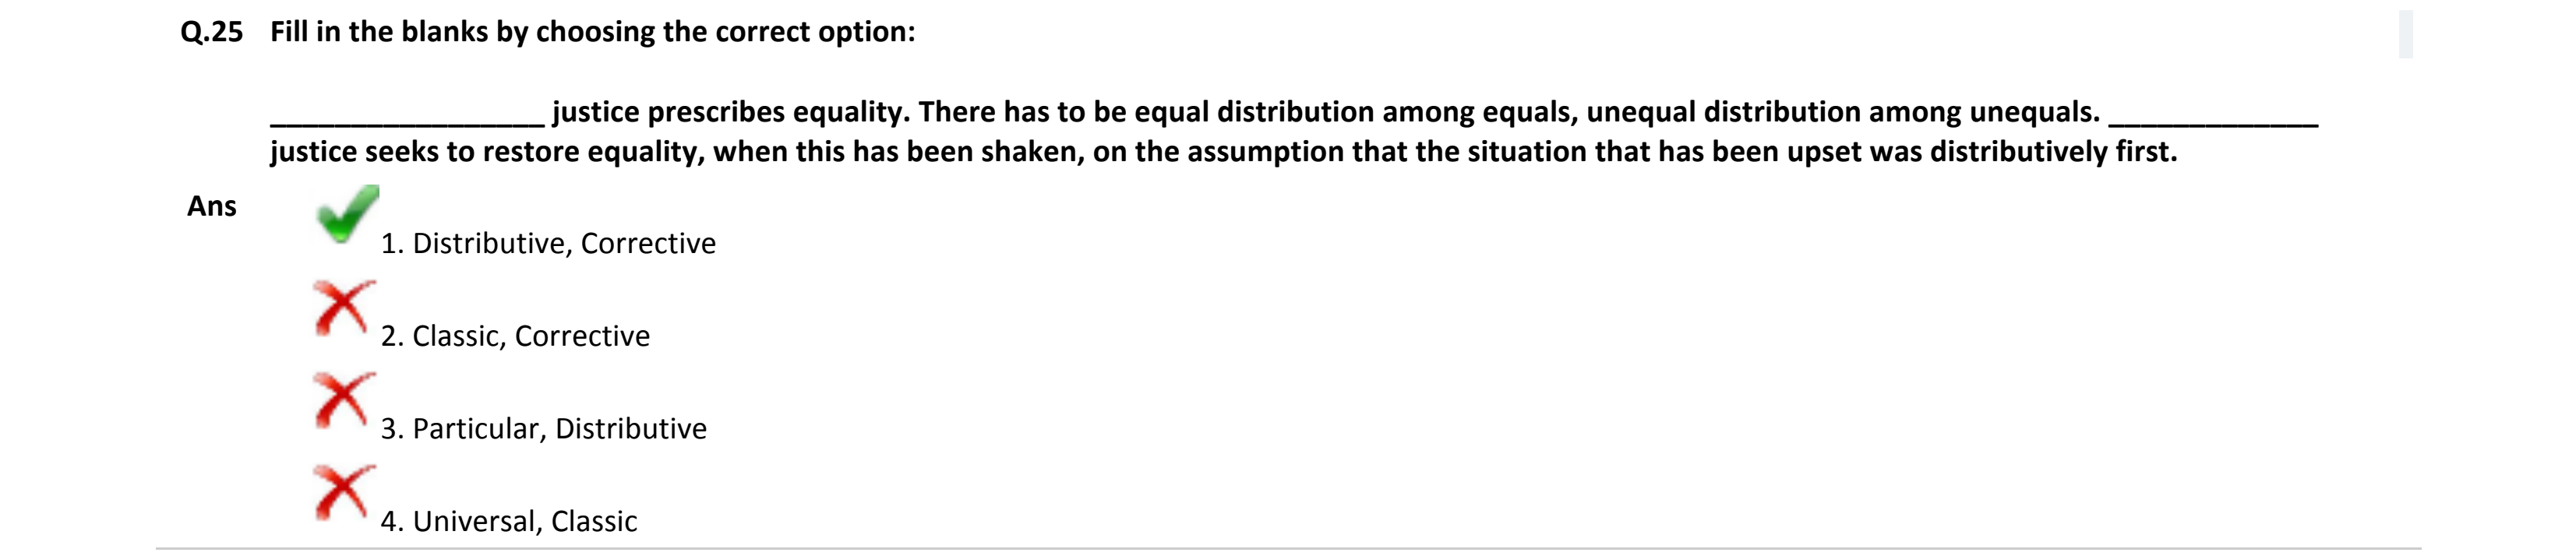 Q.25 Fill in the blanks by choosing the correct option:
_________________ justice prescribes equality. There has to be equal distribution among equals, unequal distribution among unequals. _____________
justice seeks to restore equality, when this has been shaken, on the assumption that the situation that has been upset was distributively first.
Ans
1. Distributive, Corrective
2. Classic, Corrective
3. Particular, Distributive
4. Universal, Classic